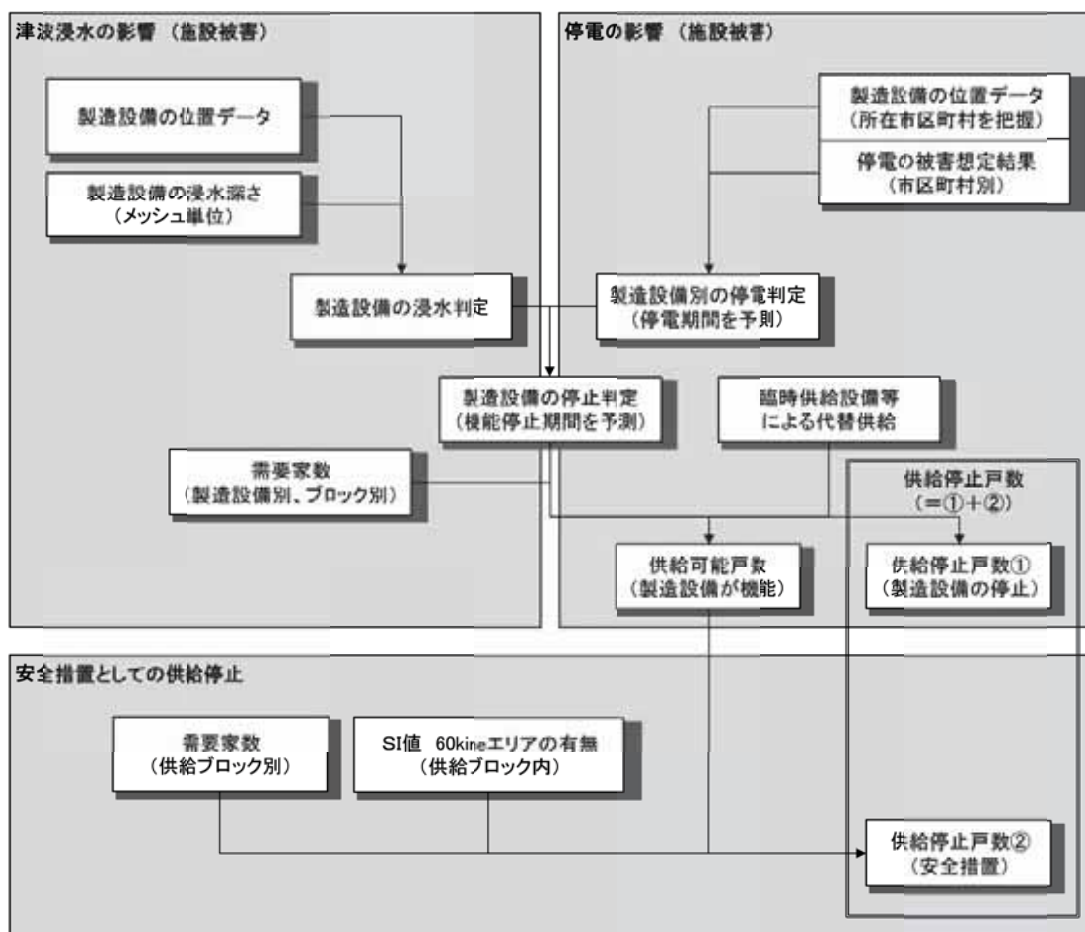 津波浸水の影響（施設被害）
製造設備の位置データ
製造設備の浸水深さ
（メッシュ単位）
製造設備の浸水判定
停電の影響（施設被害）
製造設備の位置データ
（所在市区町村を把握）
停電の被害想定結果
（市区町村別）
製造設備別の停電判定
（停電期間を予測）
製造設備の停止判定
（機能停止期間を予測）
臨時供給設備等
による代替供給
需要家数
（製造設備別、ブロック別）
供給停止戸数
（＝①＋②）
供給可能戸数
（製造設備が機能）
供給停止戸数①
（製造設備の停止）
安全措置としての供給停止
需要家数
（供給ブロック別）
SI値 60kineエリアの有無
（供給ブロック内）
供給停止戸数②
（安全措置）